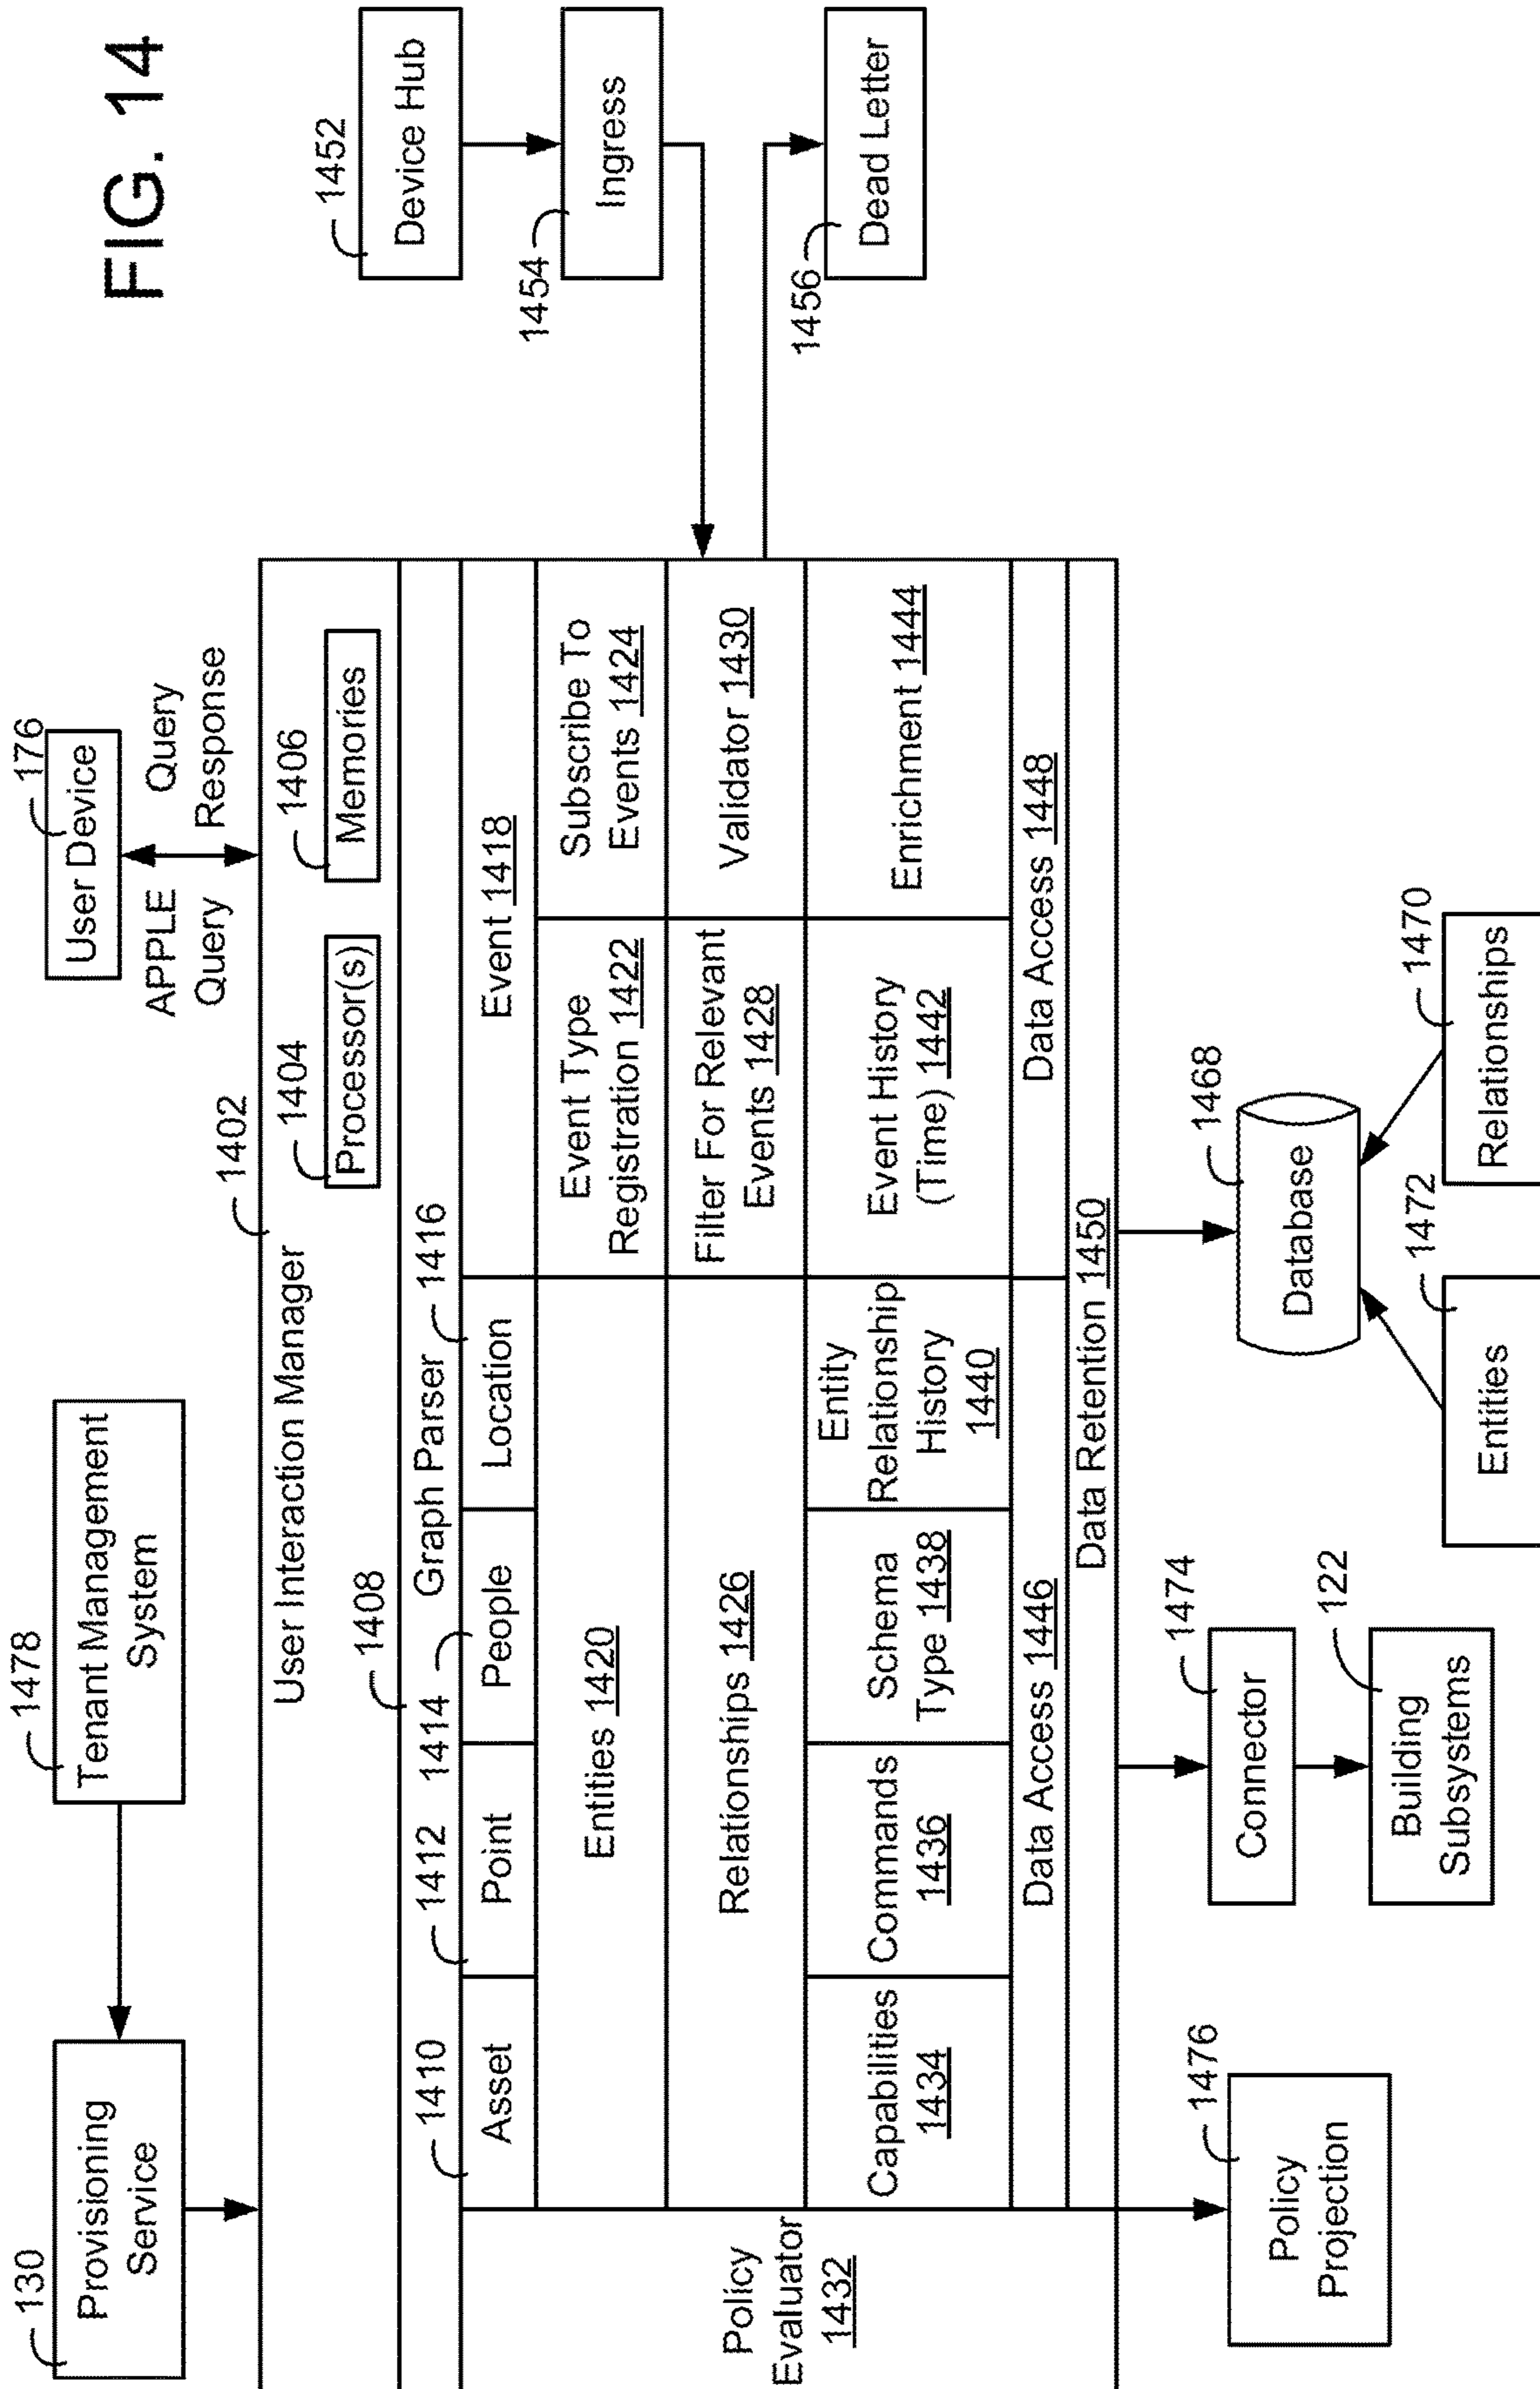 FIG. 14
130
Provisioning
Service
1478
Tenant Management
System
176
User Device
APPLE
Query
Query
Response
1402
User Interaction Manager
1404
Processor(s)
1406
Memories
1408
Graph Parser
1410
Asset
1412
Point
1414
People
1416
Location
Event 1418
Policy
Evaluator
1432
Entities 1420
Event Type
Registration 1422
Subscribe To
Events 1424
Relationships 1426
Filter For Relevant
Events 1428
Validator 1430
Capabilities
1434
Commands
1436
Schema
Type 1438
Entity
Relationship
History
1440
Event History
(Time) 1442
Enrichment 1444
Data Access 1446
Data Access 1448
Data Retention 1450
1452
Device Hub
1454
Ingress
1456
Dead Letter
1476
Policy
Projection
1474
Connector
122
Building
Subsystems
1468
Database
1472
Entities
1470
Relationships